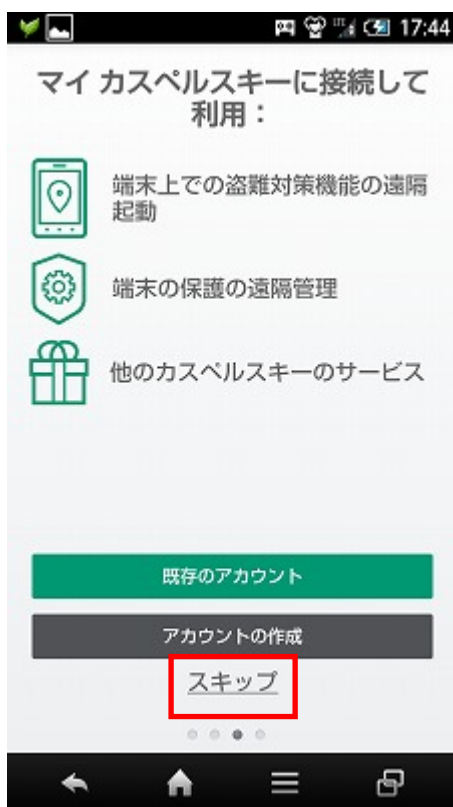 17:44
マイ カスペルスキーに接続して
利用：
端末上での盗難対策機能の遠隔
起動
端末の保護の遠隔管理
他のカスペルスキーのサービス
既存のアカウント
アカウントの作成
スキップ